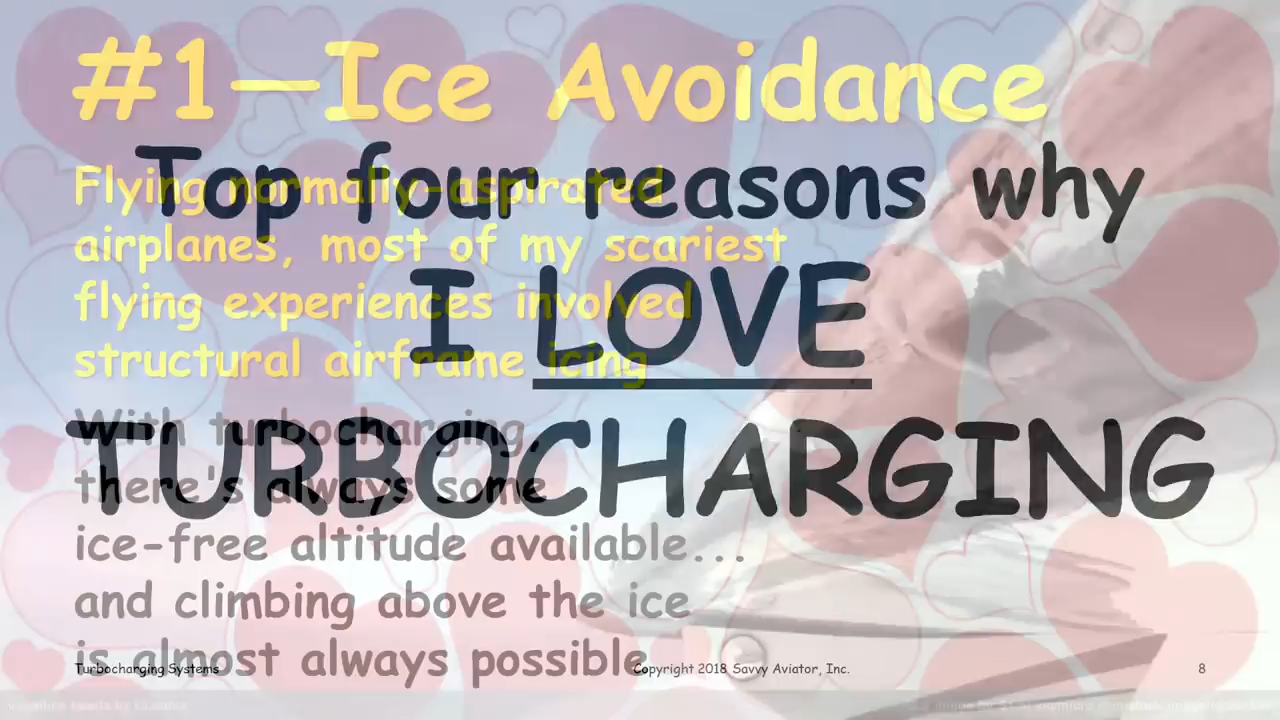 #1—Ice Avoidance
Top four reasons why
I LOVE
TURBOCHARGING
Flying normally-aspirated
airplanes, most of my scariest
flying experiences involved
structural airframe icing
With turbocharging,
there's always some
ice-free altitude available...
and climbing above the ice
is almost always possible.
Turbocharging Systems
Copyright 2018 Savvy Aviator, Inc.
8